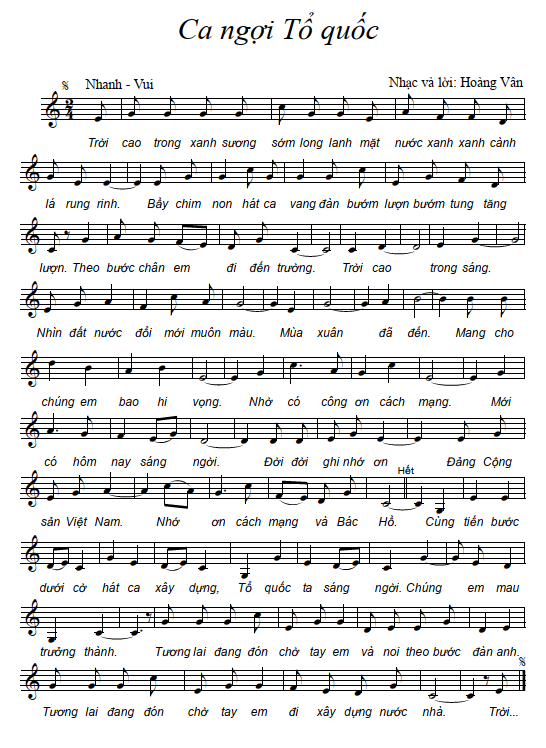 Ca ngợi Tổ quốc
Nhanh - Vui
Nhạc và lời: Hoàng Vân
Trời cao trong xanh sương sớm long lanh mặt nước xanh xanh cành
lá rung rinh. Bầy chim non hát ca vang đàn bướm lượn bướm tung tăng
lượn. Theo bước chân em đi đến trường. Trời cao trong sáng.
Nhìn đất nước đổi mới muôn màu. Mùa xuân đã đến. Mang cho
chúng em bao hi vọng. Nhờ có công ơn cách mạng. Mới
có hôm nay sáng ngời. Đời đời ghi nhớ ơn Đảng Cộng
Hết
sản Việt Nam. Nhớ ơn cách mạng và Bác Hồ. Cùng tiến bước
dưới cờ hát ca xây dựng, Tổ quốc ta sáng ngời. Chúng em mau
trưởng thành. Tương lai đang đón chờ tay em và noi theo bước đàn anh.
Tương lai đang đón chờ tay em đi xây dựng nước nhà. Trời...